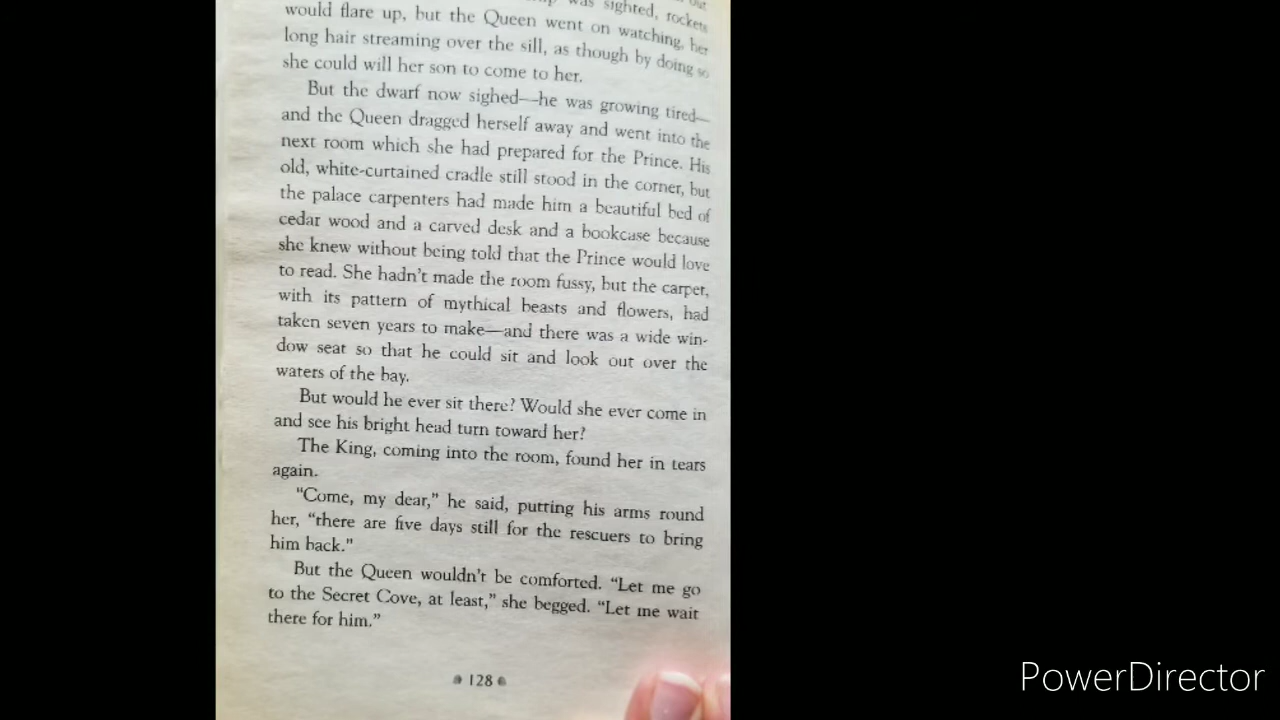 was sighted, rockets
would flare up, but the Queen went on watching, her
long hair streaming over the sill, as though by doing so
she could will her son to come to her.
But the dwarf now sighed—he was growing tired—
and the Queen dragged herself away and went into the
next room which she had prepared for the Prince. His
old, white-curtained cradle still stood in the corner, but
the palace carpenters had made him a beautiful bed of
cedar wood and a carved desk and a bookcase because
she knew without being told that the Prince would love
to read. She hadn't made the room fussy, but the carpet,
with its pattern of mythical beasts and flowers, had
taken seven years to make—and there was a wide win-
dow seat so that he could sit and look out over the
waters of the bay.
But would he ever sit there? Would she ever come in
and see his bright head turn toward her?
The King, coming into the room, found her in tears
again.
"Come, my dear," he said, putting his arms round
her, "there are five days still for the rescuers to bring
him back."
But the Queen wouldn't be comforted. "Let me go
to the Secret Cove, at least," she begged. "Let me wait
there for him."
128
PowerDirector